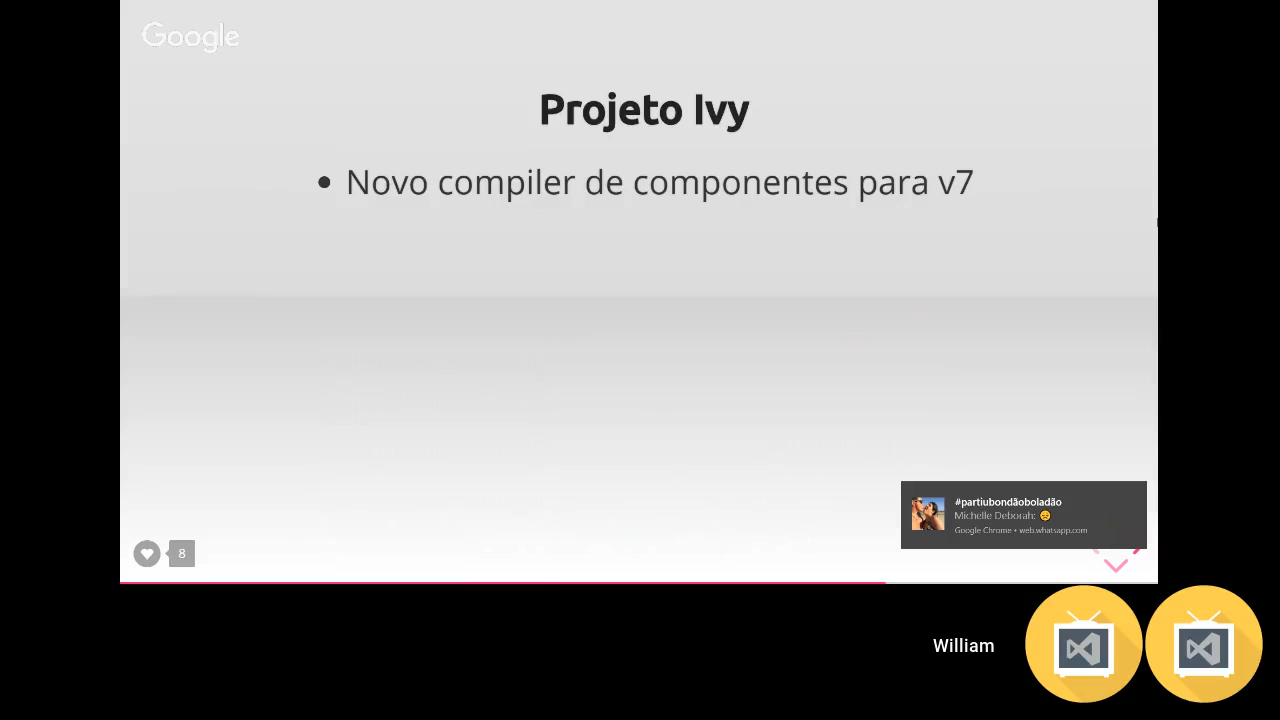 Google
Projeto Ivy
• Novo compiler de componentes para v7
#partiubondãoboladão
Michelle Deborah: 😞
Google Chrome • web.whatsapp.com
8
William